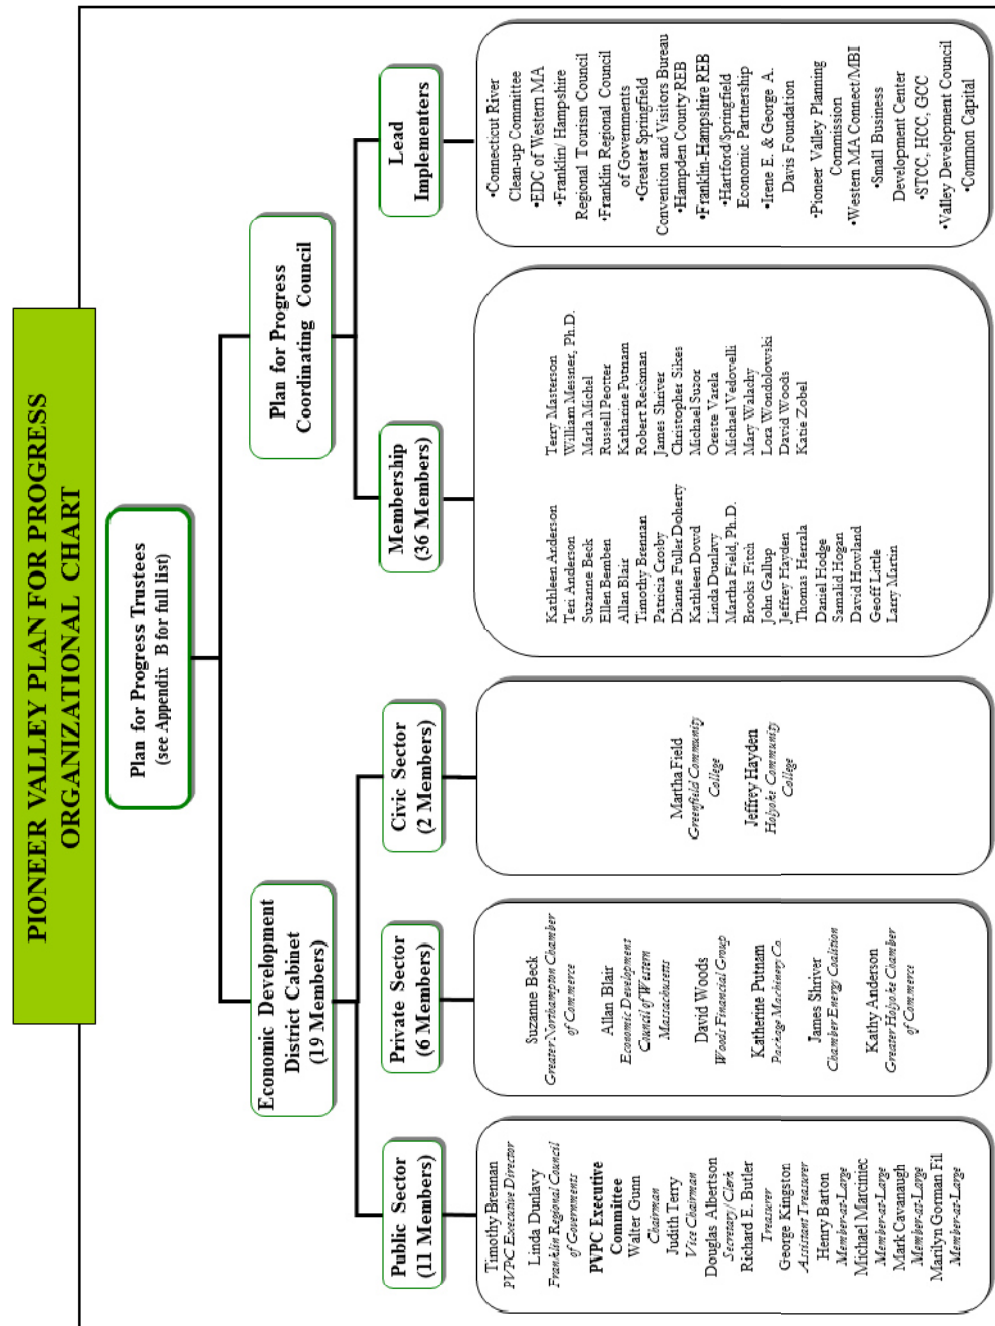 PIONEER VALLEY PLAN FOR PROGRESS
ORGANIZATIONAL CHART
Plan for Progress Trustees
(see Appendix B for full list)
Economic Development
District Cabinet
(19 Members)
Plan for Progress
Coordinating Council
Public Sector
(11 Members)
Private Sector
(6 Members)
Civic Sector
(2 Members)
Membership
(36 Members)
Lead
Implementers
Timothy Brennan
PVPC Executive Director
Linda Dunlavy
Franklin Regional Council
of Governments
PVPC Executive
Committee
Walter Gunn
Chairman
Judith Terry
Vice Chairman
Douglas Albertson
Secretary/Clerk
Richard E. Butler
Treasurer
George Kingston
Assistant Treasurer
Henry Barton
Member-at-Large
Michael Marciniec
Member-at-Large
Mark Cavanaugh
Member-at-Large
Marilyn Gorman Fil
Member-at-Large
Suzanne Beck
Greater Northampton Chamber
of Commerce
Allan Blair
Economic Development
Council of Western
Massachusetts
David Woods
Woods Financial Group
Katherine Putnam
Package Machinery Co.
James Shriver
Chamber Energy Coalition
Kathy Anderson
Greater Holyoke Chamber
of Commerce
Martha Field
Greenfield Community
College
Jeffrey Hayden
Holyoke Community
College
Kathleen Anderson
Teri Anderson
Suzanne Beck
Ellen Bemben
Allan Blair
Timothy Brennan
Patricia Crosby
Dianne Fuller Doherty
Kathleen Dowd
Linda Dunlavy
Martha Field, Ph.D.
Brooks Fitch
John Gallup
Jeffrey Hayden
Thomas Herrala
Daniel Hodge
Samalid Hogan
David Howland
Geoff Little
Larry Martin
Terry Masterson
William Messner, Ph.D.
Marla Michel
Russell Peotter
Katharine Putnam
Robert Reckman
James Shriver
Christopher Sikes
Michael Suzor
Oreste Varela
Michael Vedovelli
Mary Walachy
Lora Wondolowski
David Woods
Katie Zobel
•Connecticut River
Clean-up Committee
•EDC of Western MA
•Franklin/ Hampshire
Regional Tourism Council
•Franklin Regional Council
of Governments
•Greater Springfield
Convention and Visitors Bureau
•Hampden County REB
•Franklin-Hampshire REB
•Hartford/Springfield
Economic Partnership
•Irene E. & George A.
Davis Foundation
•Pioneer Valley Planning
Commission
•Western MA Connect/MBI
•Small Business
Development Center
•STCC, HCC, GCC
•Valley Development Council
•Common Capital